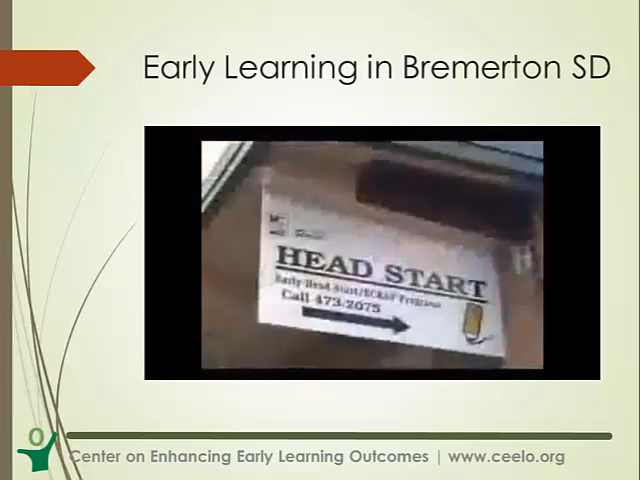 Early Learning in Bremerton SD
HEAD START
Early Head Start/ECEAP Programs
Call 473.2075
Center on Enhancing Early Learning Outcomes | www.ceelo.org